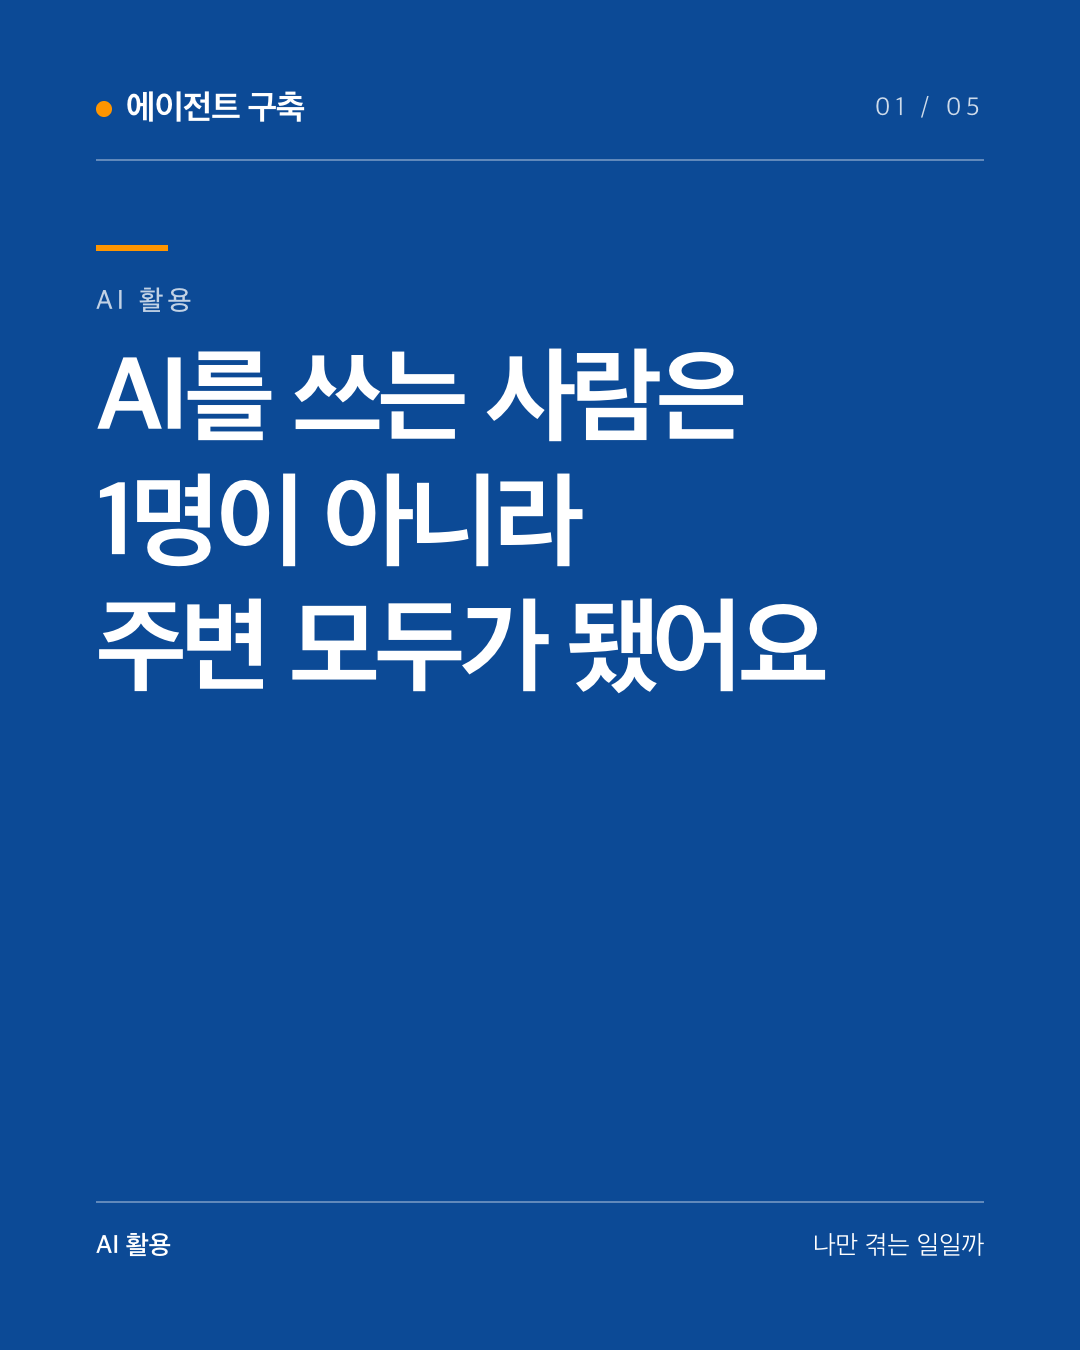 에이전트 구축
01 / 05
AI 활용
AI를 쓰는 사람은
1명이 아니라
주변 모두가 됐어요
AI 활용
나만 겪는 일일까